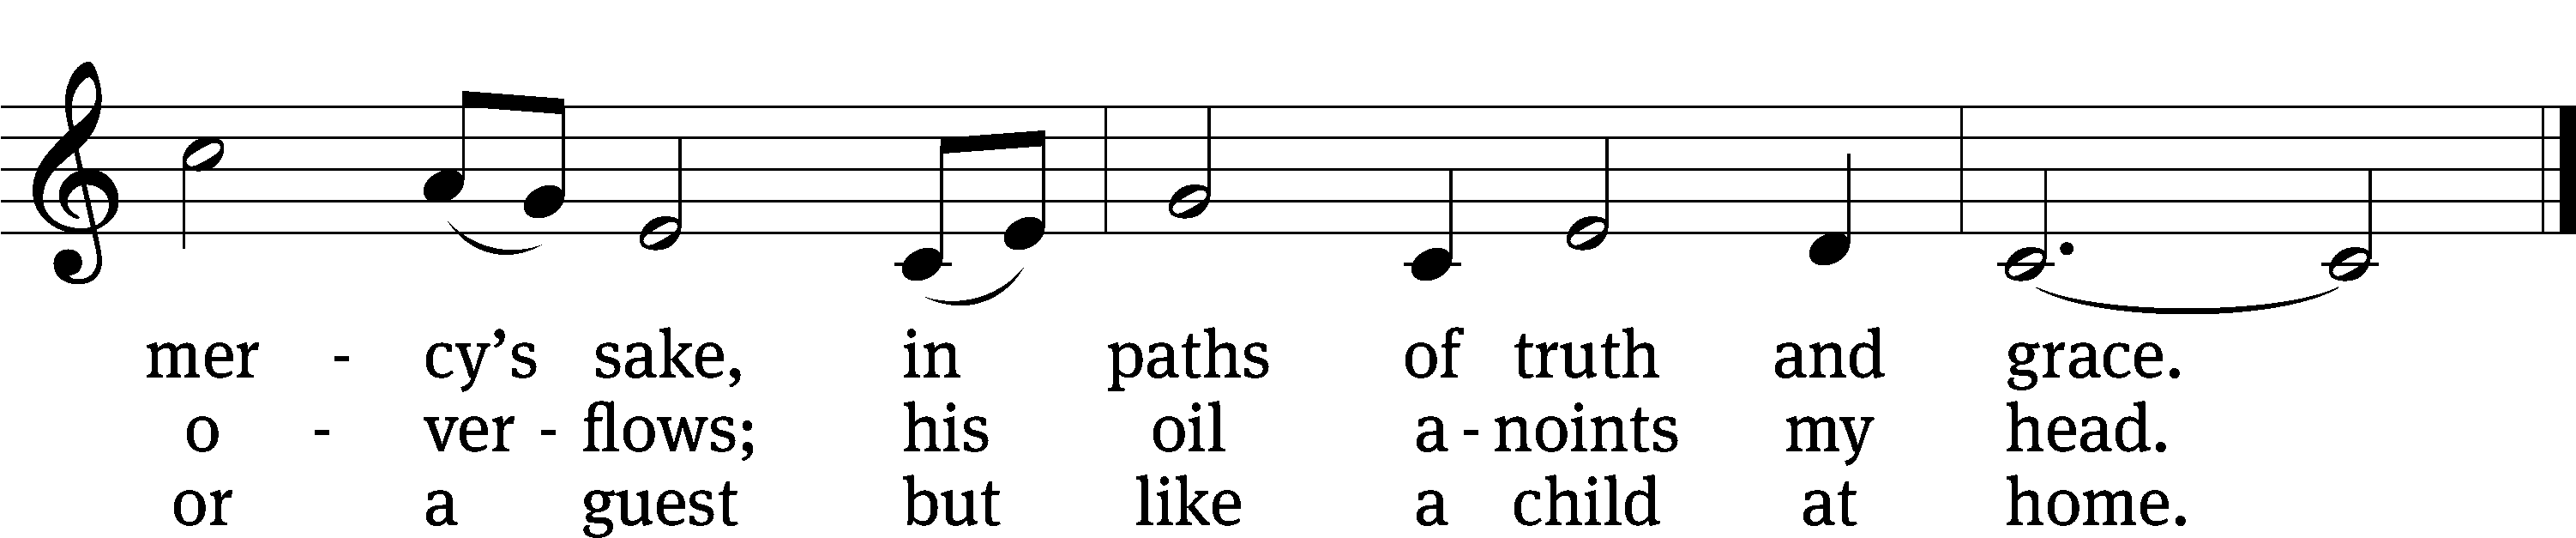 mer - cy’s sake, in paths of truth and grace.
o - ver - flows; his oil a - noints my head.
or a guest but like a child at home.